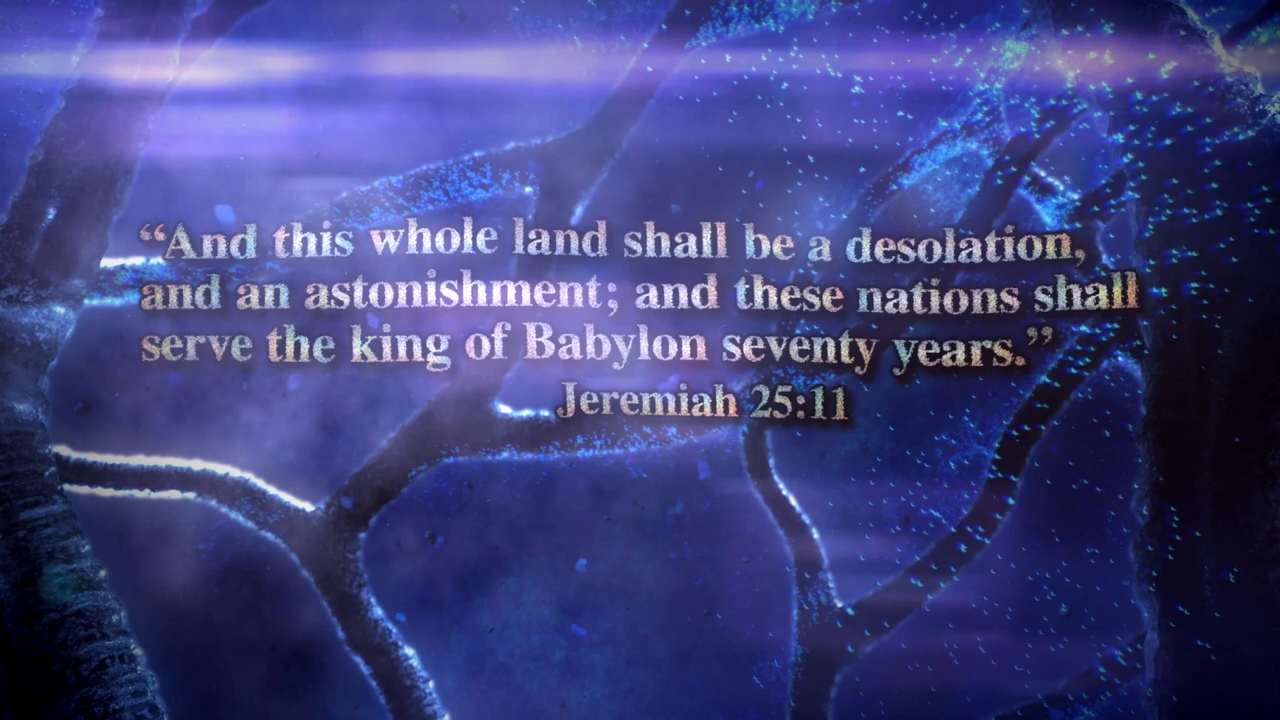 “And this whole land shall be a desolation,
and an astonishment; and these nations shall
serve the king of Babylon seventy years.”
Jeremiah 25:11